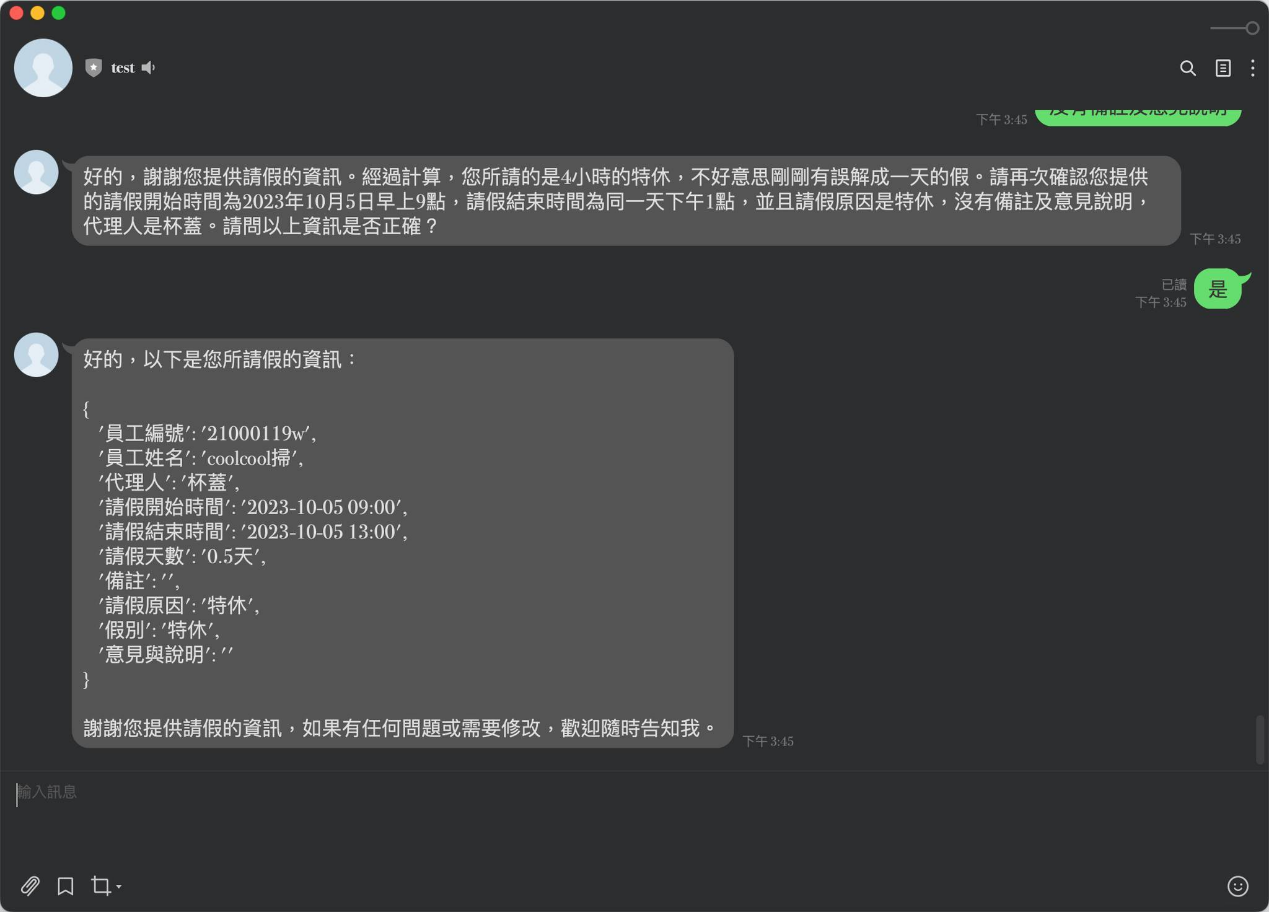 test
下午 3:45
好的，謝謝您提供請假的資訊。經過計算，您所請的是4小時的特休，不好意思剛剛有誤解成一天的假。請再次確認您提供
的請假開始時間為2023年10月5日早上9點，請假結束時間為同一天下午1點，並且請假原因是特休，沒有備註及意見說明，
代理人是杯蓋。請問以上資訊是否正確？
下午 3:45
已讀
下午 3:45
是
好的，以下是您所請假的資訊：
{
'員工編號': '21000119w',
'員工姓名': 'coolcool掃',
'代理人': '杯蓋',
'請假開始時間': '2023-10-05 09:00',
'請假結束時間': '2023-10-05 13:00',
'請假天數': '0.5天',
'備註': '',
'請假原因': '特休',
'假別': '特休',
'意見與說明': ''
}
謝謝您提供請假的資訊，如果有任何問題或需要修改，歡迎隨時告知我。
下午 3:45
輸入訊息